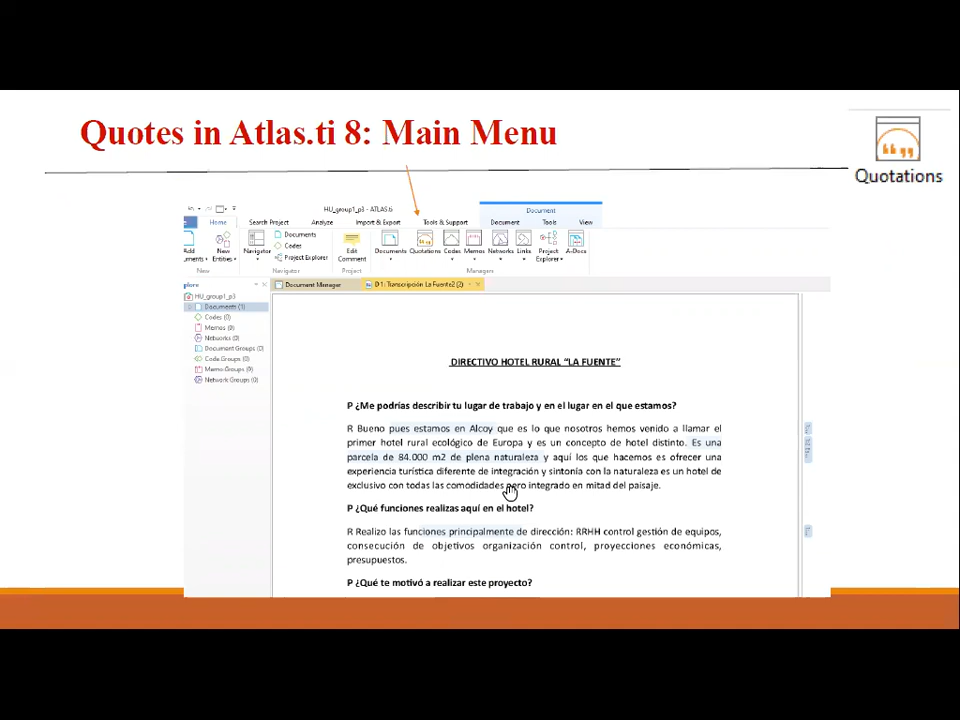 Quotes in Atlas.ti 8: Main Menu
Quotations
HU_group1_p3 - ATLAS.ti
Document
Home Search Project Analyze Import & Export Tools & Support Document Tools View
Add
New
Entities
Navigator
Documents
Codes
Project Explorer
Edit
Comment
Documents Quotations Codes Memos Networks Links Project
Explorer
A-Docs
New Navigator Project Managers
Document Manager
D 1: Transcripción La Fuente2 (2)
HU_group1_p3
Documents (1)
Codes (0)
Memos (0)
Networks (0)
Document Groups (0)
Code Groups (0)
Memo Groups (0)
Network Groups (0)
DIRECTIVO HOTEL RURAL “LA FUENTE”
P ¿Me podrías describir tu lugar de trabajo y en el lugar en el que estamos?
R Bueno pues estamos en Alcoy que es lo que nosotros hemos venido a llamar el
primer hotel rural ecológico de Europa y es un concepto de hotel distinto. Es una
parcela de 84.000 m2 de plena naturaleza y aquí los que hacemos es ofrecer una
experiencia turística diferente de integración y sintonía con la naturaleza es un hotel de
exclusivo con todas las comodidades pero integrado en mitad del paisaje.
P ¿Qué funciones realizas aquí en el hotel?
R Realizo las funciones principalmente de dirección: RRHH control gestión de equipos,
consecución de objetivos organización control, proyecciones económicas,
presupuestos.
P ¿Qué te motivó a realizar este proyecto?